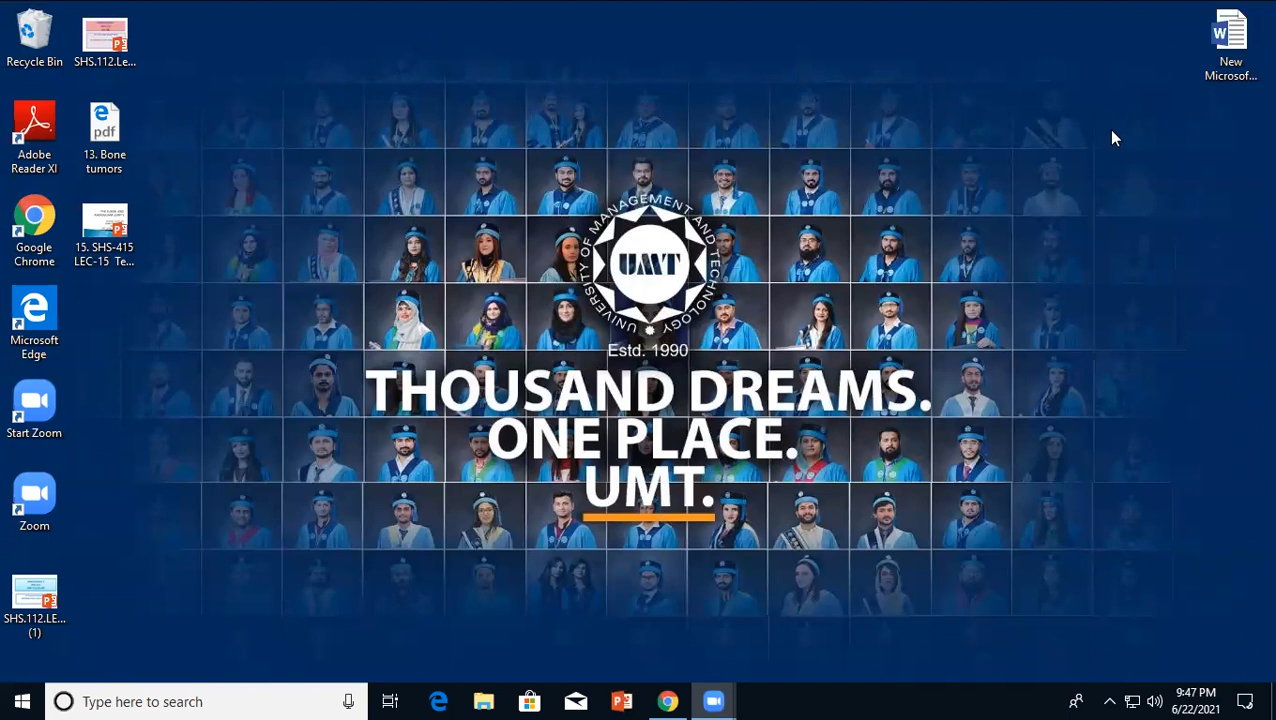 Recycle Bin
SHS.112.Le...
New
Microsof...
Adobe
Reader XI
pdf
13. Bone
tumors
Google
Chrome
15. SHS-415
LEC-15 Te...
Microsoft
Edge
Start Zoom
Zoom
SHS.112.LE...
(1)
UNIVERSITY OF MANAGEMENT AND TECHNOLOGY
UMT
Estd. 1990
THOUSAND DREAMS.
ONE PLACE.
UMT.
Type here to search
9:47 PM
6/22/2021